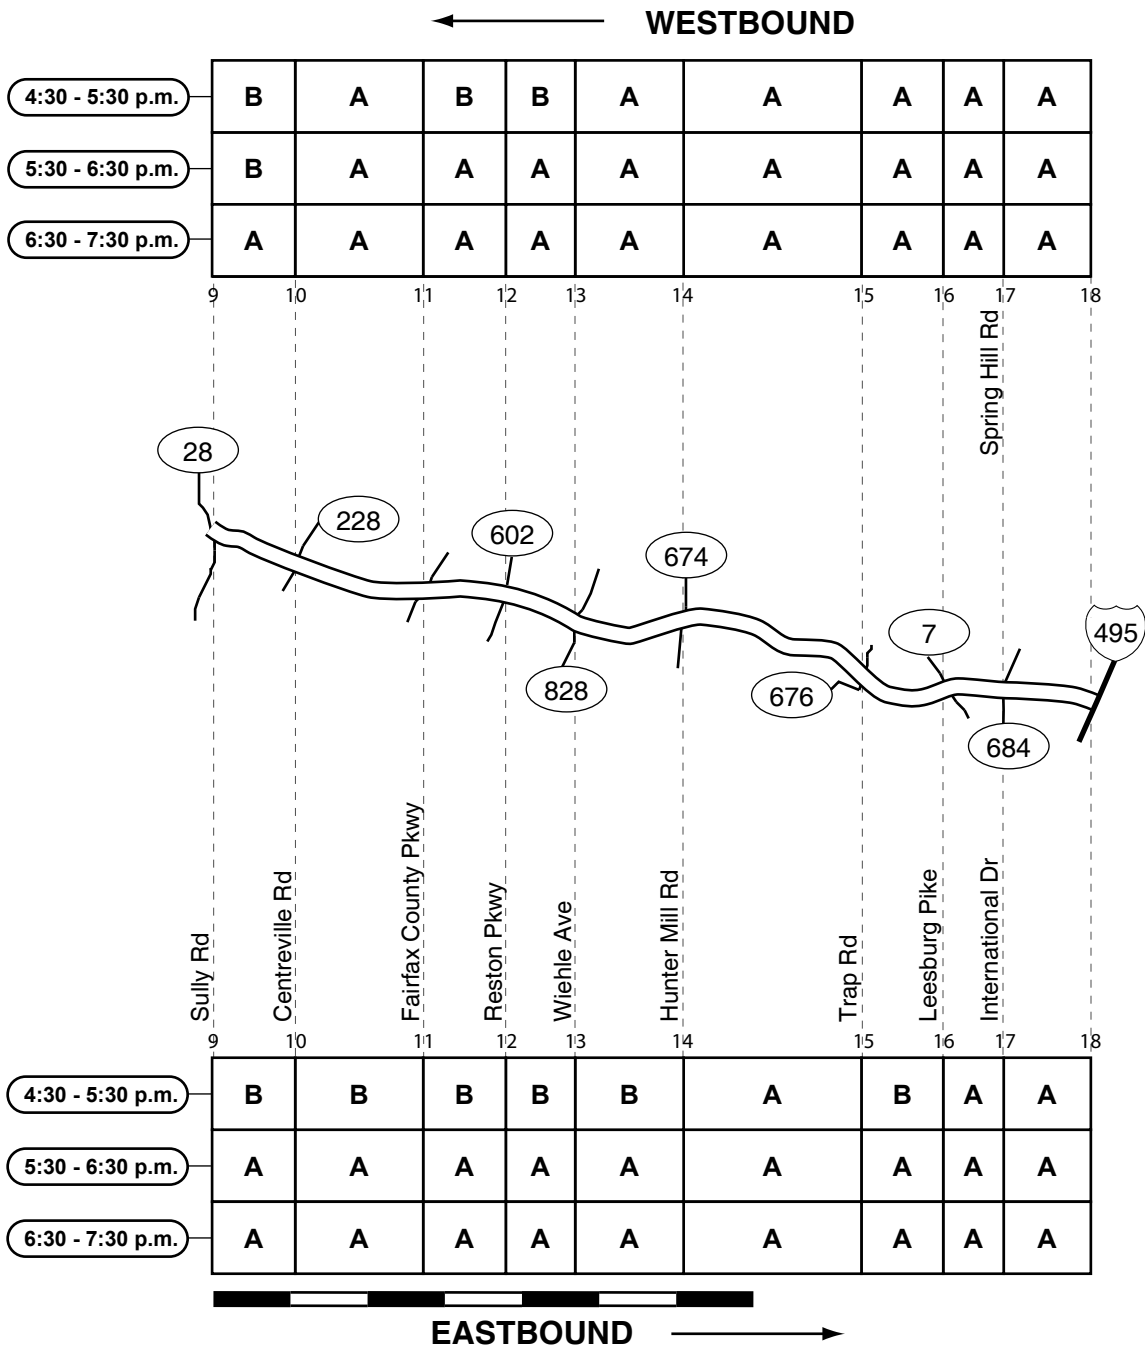 WESTBOUND
4:30 - 5:30 p.m. B A B B A A A A A
5:30 - 6:30 p.m. B A A A A A A A A
6:30 - 7:30 p.m. A A A A A A A A A
9 10 11 12 13 14 15 16 17 18
Spring Hill Rd
28
228
602
674
7
495
828
676
684
Sully Rd
Centreville Rd
Fairfax County Pkwy
Reston Pkwy
Wiehle Ave
Hunter Mill Rd
Trap Rd
Leesburg Pike
International Dr
9 10 11 12 13 14 15 16 17 18
4:30 - 5:30 p.m. B B B B B A B A A
5:30 - 6:30 p.m. A A A A A A A A A
6:30 - 7:30 p.m. A A A A A A A A A
EASTBOUND